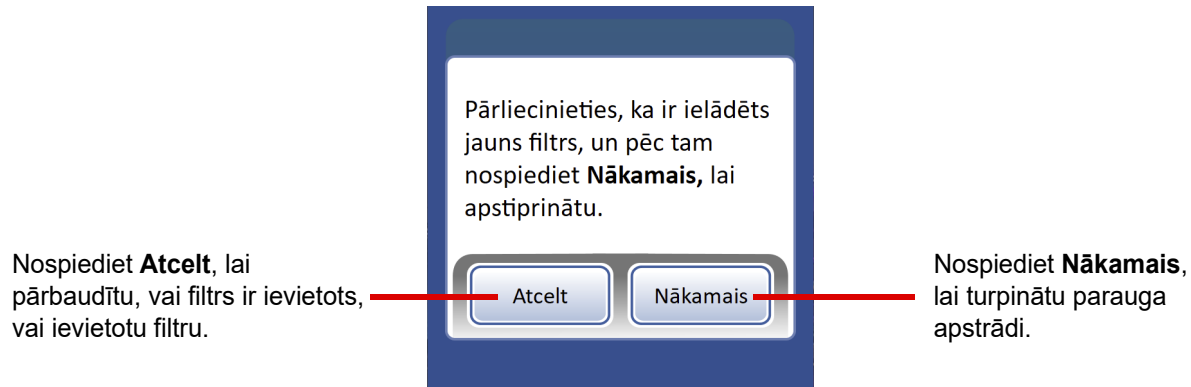 Pārliecinieties, ka ir ielādēts
jauns filtrs, un pēc tam
nospiediet Nākamais, lai
apstiprinātu.
Nospiediet Atcelt, lai
pārbaudītu, vai filtrs ir ievietots,
vai ievietotu filtru.
Atcelt
Nākamais
Nospiediet Nākamais,
lai turpinātu parauga
apstrādi.